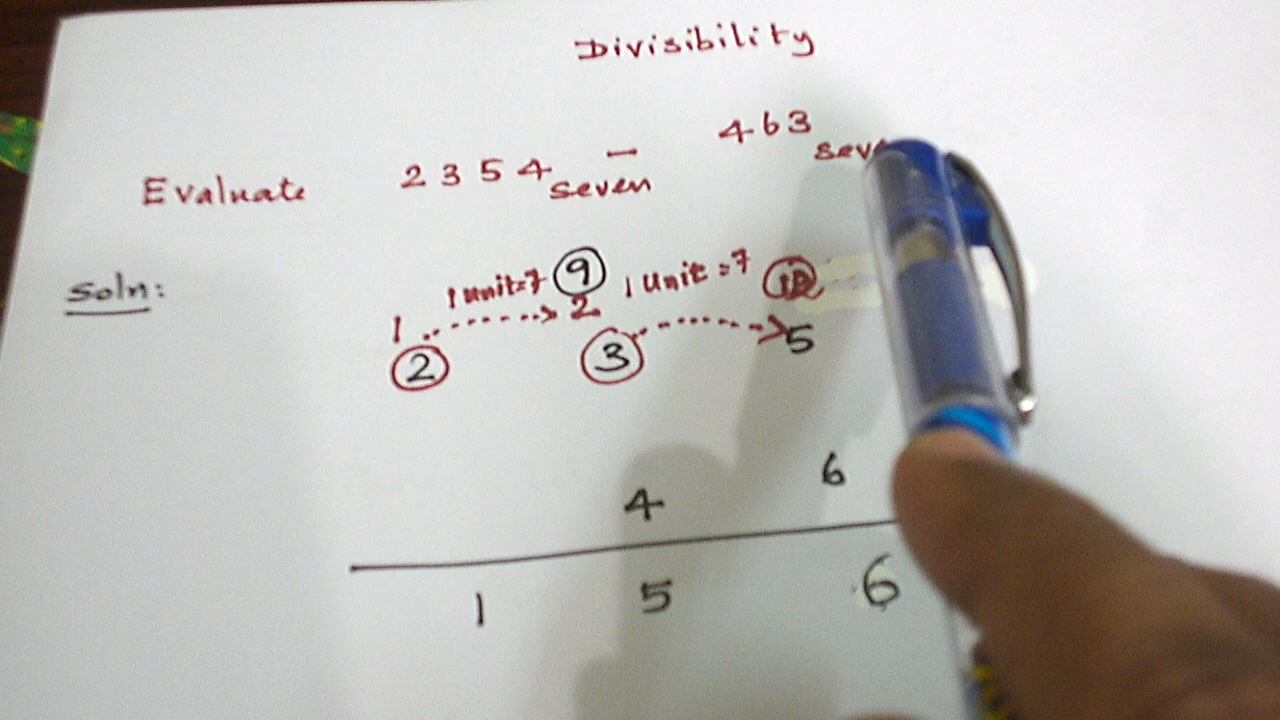 Divisibility
Evaluate 2354seven − 463
Soln:
1 unit=7 9 1 Unit =7 12
1 2
2 3 5
4 6
1 5 6